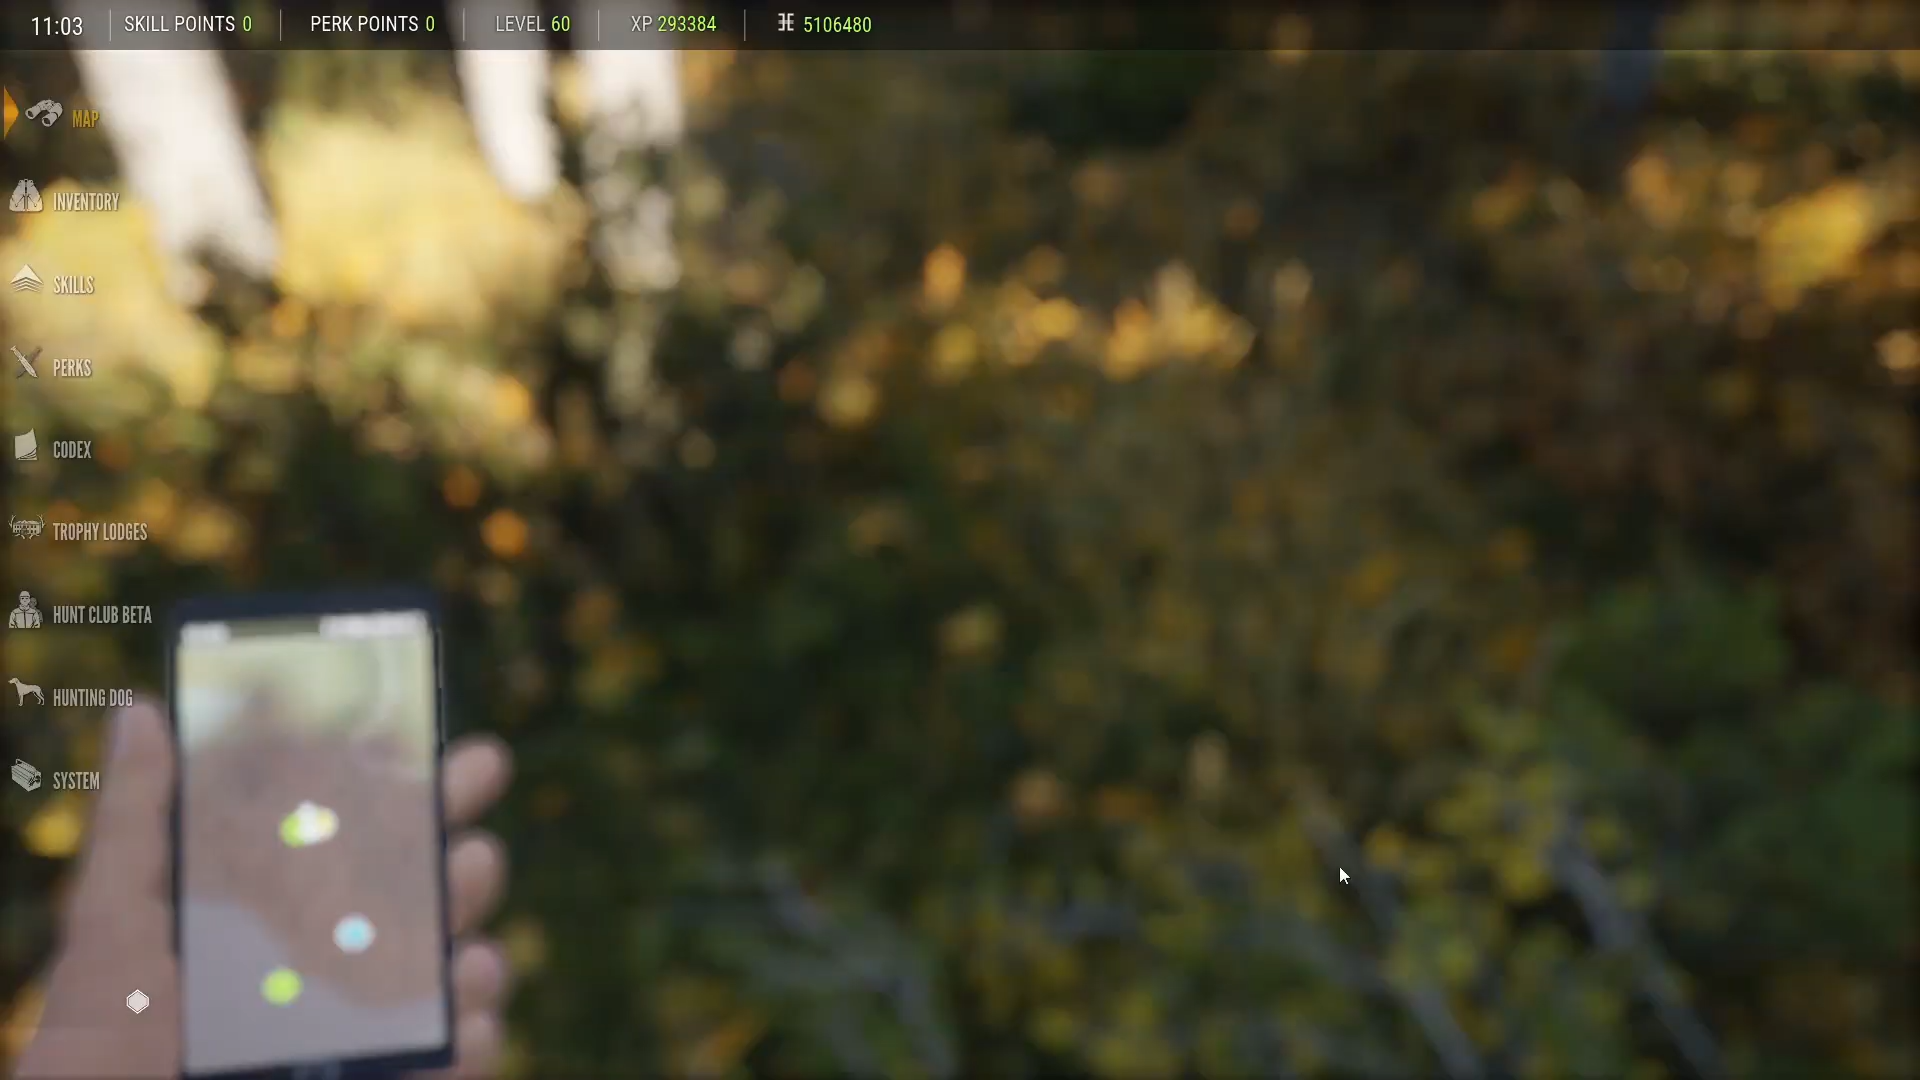 11:03 SKILL POINTS 0 PERK POINTS 0 LEVEL 60 XP 293384 5106480
MAP
INVENTORY
SKILLS
PERKS
CODEX
TROPHY LODGES
HUNT CLUB BETA
HUNTING DOG
SYSTEM